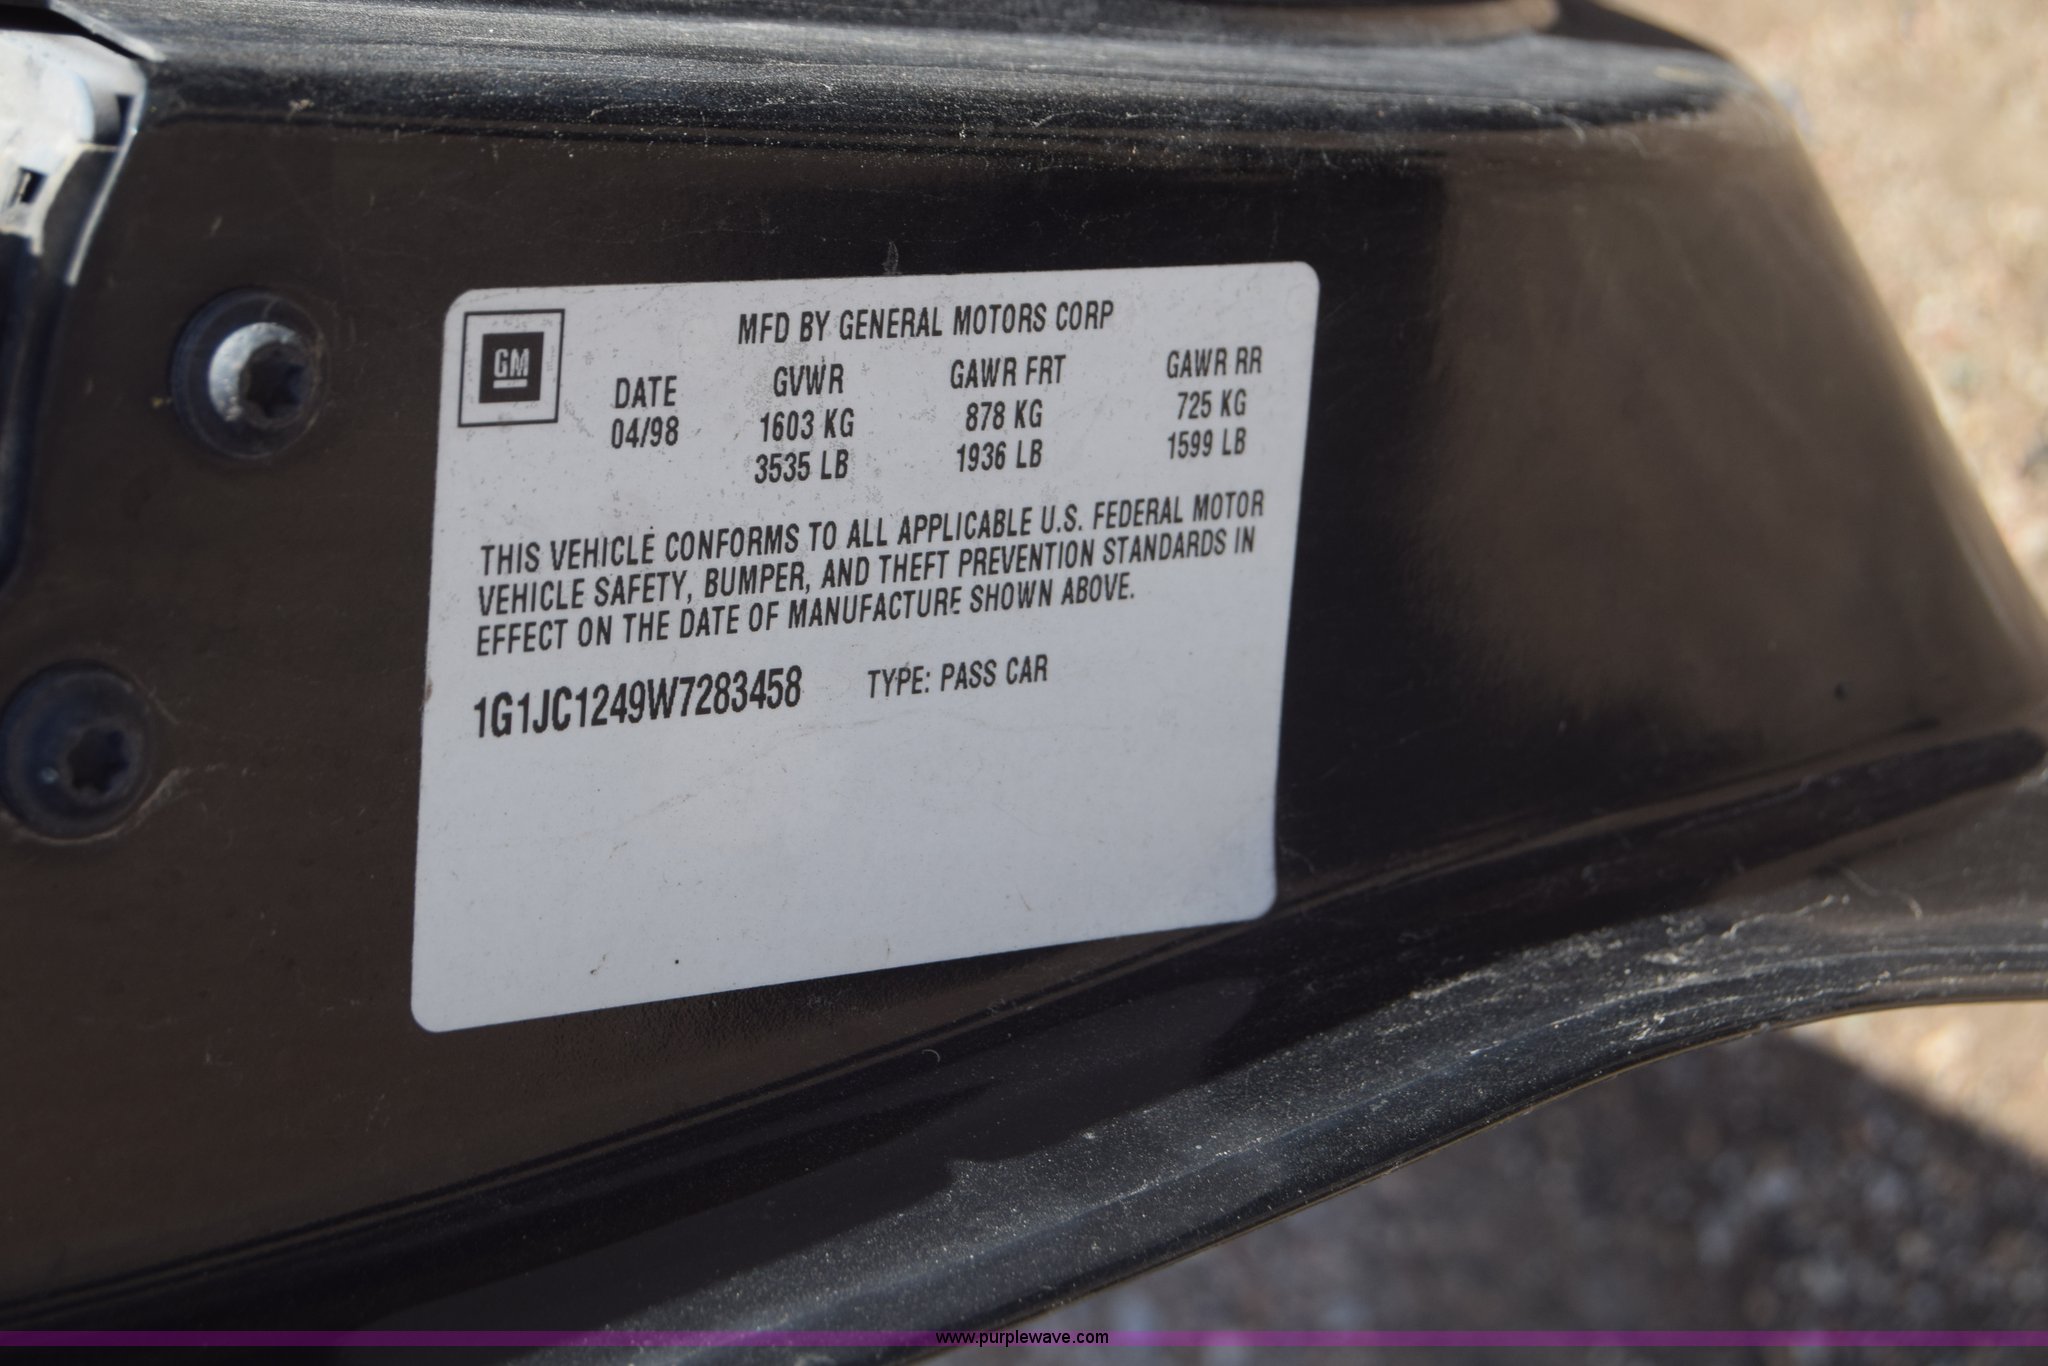 MFD BY GENERAL MOTORS CORP
GM
DATE GVWR GAWR FRT GAWR RR
04/98 1603 KG 878 KG 725 KG
3535 LB 1936 LB 1599 LB
THIS VEHICLE CONFORMS TO ALL APPLICABLE U.S. FEDERAL MOTOR
VEHICLE SAFETY, BUMPER, AND THEFT PREVENTION STANDARDS IN
EFFECT ON THE DATE OF MANUFACTURE SHOWN ABOVE.
1G1JC1249W7283458 TYPE: PASS CAR
www.purplewave.com